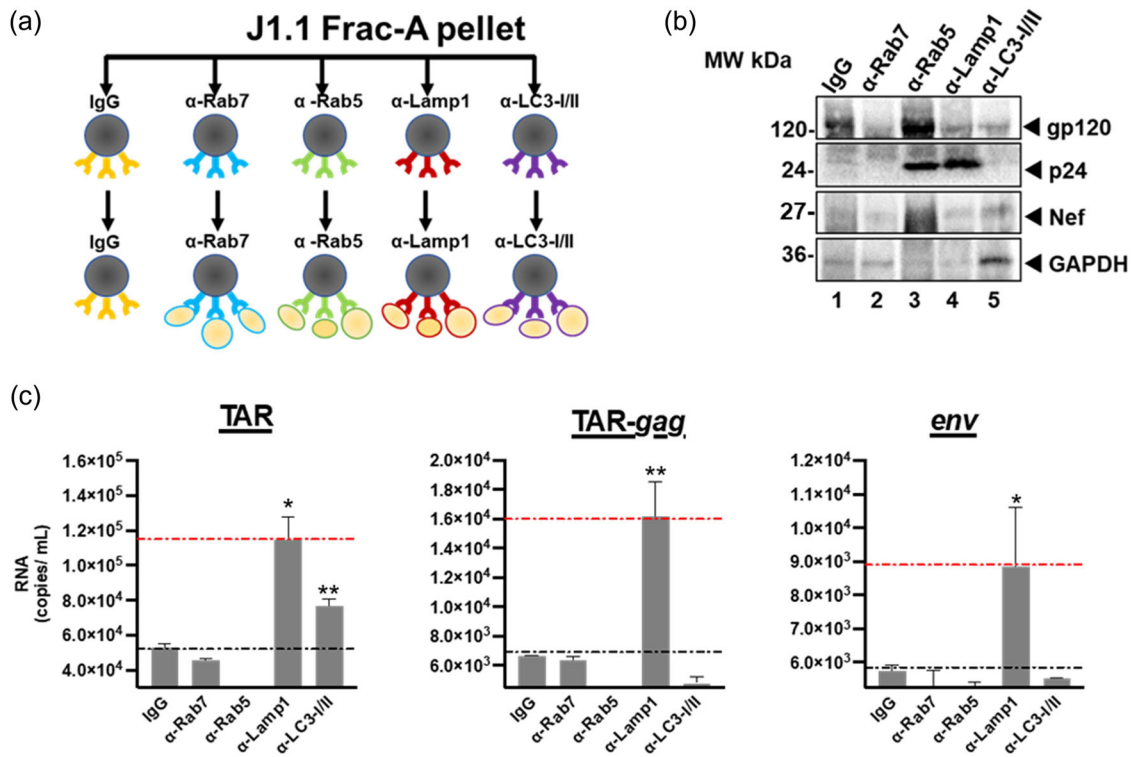 (a)
J1.1 Frac-A pellet
IgG α-Rab7 α -Rab5 α-Lamp1 α-LC3-I/II
IgG α-Rab7 α -Rab5 α-Lamp1 α-LC3-I/II
(b)
MW kDa
IgG α-Rab7 α-Rab5 α-Lamp1 α-LC3-I/II
120- gp120
24- p24
27- Nef
36- GAPDH
1 2 3 4 5
(c)
TAR
RNA
(copies/ mL)
1.6×10⁵
1.4×10⁵
1.2×10⁵
1.0×10⁵
8.0×10⁴
6.0×10⁴
4.0×10⁴
*
**
IgG α-Rab7 α-Rab5 α-Lamp1 α-LC3-I/II
TAR-gag
2.0×10⁴
1.8×10⁴
1.6×10⁴
1.4×10⁴
1.2×10⁴
1.0×10⁴
8.0×10³
6.0×10³
**
IgG α-Rab7 α-Rab5 α-Lamp1 α-LC3-I/II
env
1.2×10⁴
1.1×10⁴
1.0×10⁴
9.0×10³
8.0×10³
7.0×10³
6.0×10³
*
IgG α-Rab7 α-Rab5 α-Lamp1 α-LC3-I/II